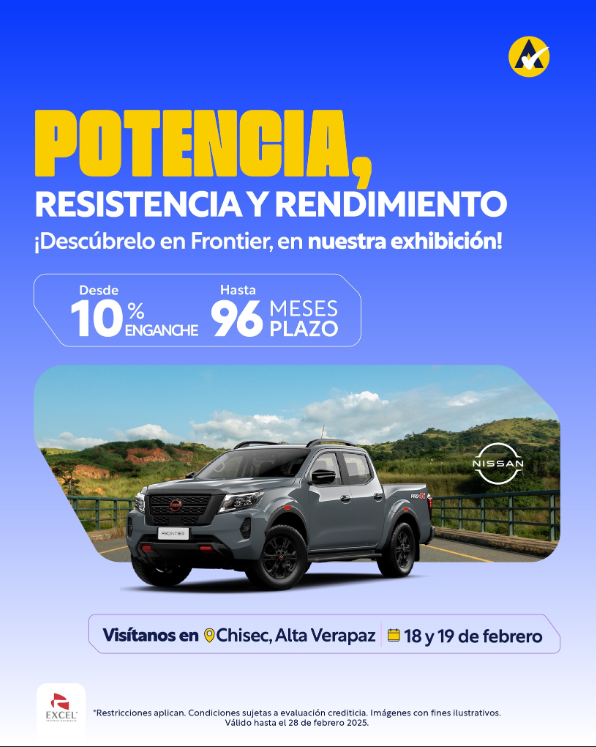 POTENCIA,
RESISTENCIA Y RENDIMIENTO
¡Descúbrelo en Frontier, en nuestra exhibición!
Desde
10% ENGANCHE
Hasta
96 MESES PLAZO
NISSAN
PRO4X
FRONTIER
Visítanos en Chisec, Alta Verapaz
18 y 19 de febrero
EXCEL
*Restricciones aplican. Condiciones sujetas a evaluación crediticia. Imágenes con fines ilustrativos.
Válido hasta el 28 de febrero 2025.